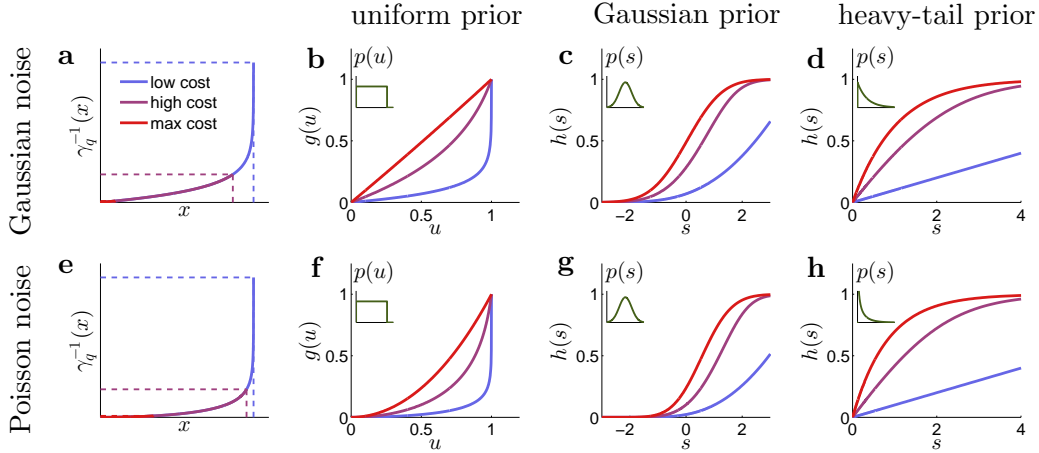 uniform prior
Gaussian prior
heavy-tail prior
Gaussian noise
a
low cost
high cost
max cost
γ_q^{-1}(x)
x
b
p(u)
1
0.5
0
g(u)
0 0.5 1
u
c
p(s)
1
0.5
0
h(s)
−2 0 2
s
d
p(s)
1
0.5
0
h(s)
0 2 4
s
Poisson noise
e
γ_q^{-1}(x)
x
f
p(u)
1
0.5
0
g(u)
0 0.5 1
u
g
p(s)
1
0.5
0
h(s)
−2 0 2
s
h
p(s)
1
0.5
0
h(s)
0 2 4
s